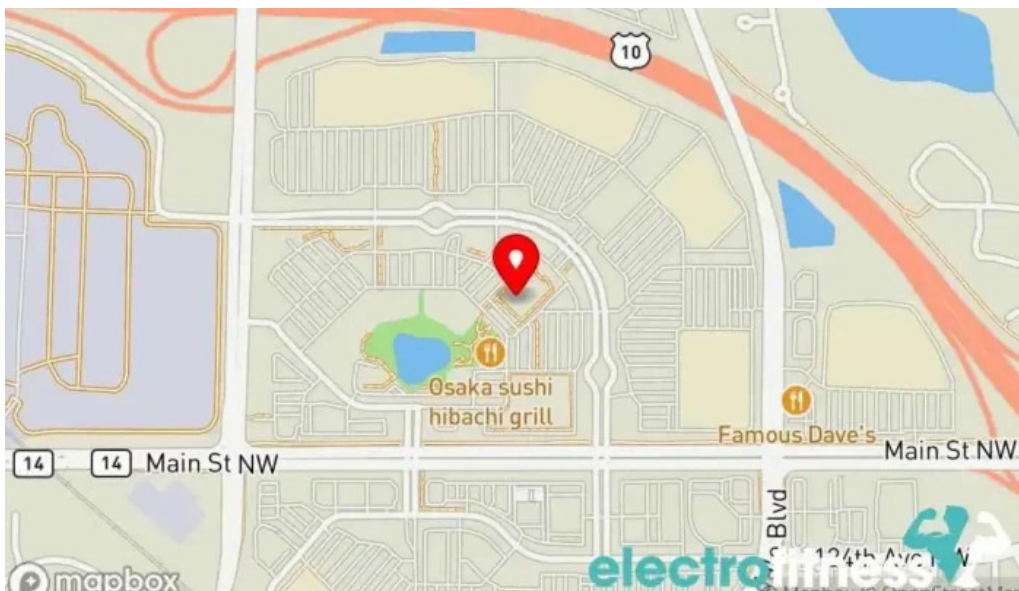 10
Osaka sushi
hibachi grill
Famous Dave's
14
14
Main St NW
Main St NW
Blvd
124th Ave
electrofitness
mapbox